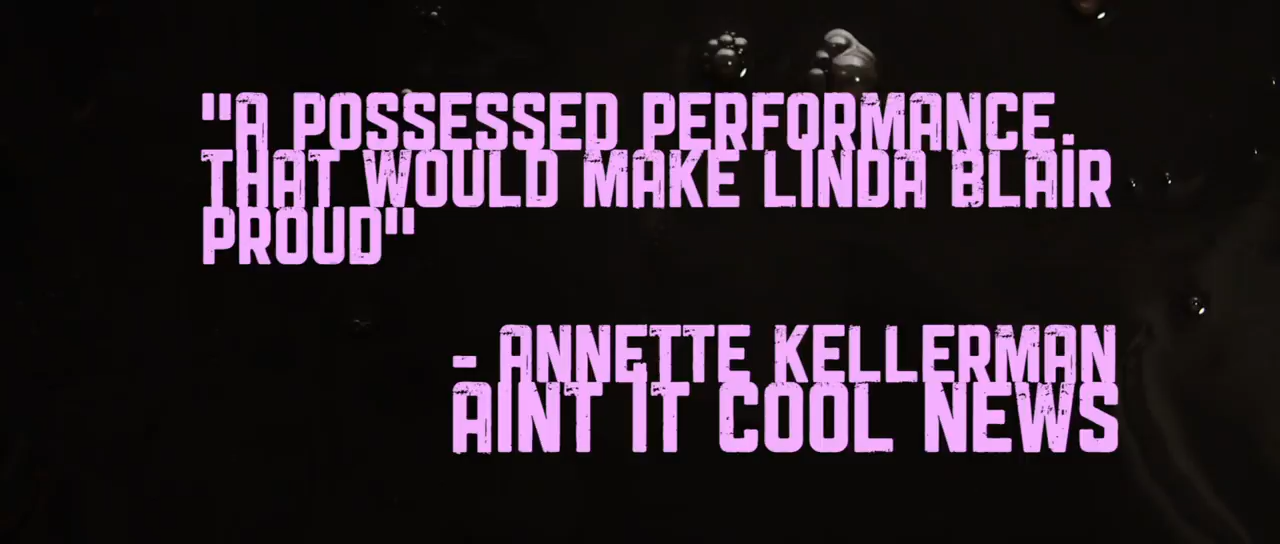 "A POSSESSED PERFORMANCE.
THAT WOULD MAKE LINDA BLAIR
PROUD"
- ANNETTE KELLERMAN
AINT IT COOL NEWS